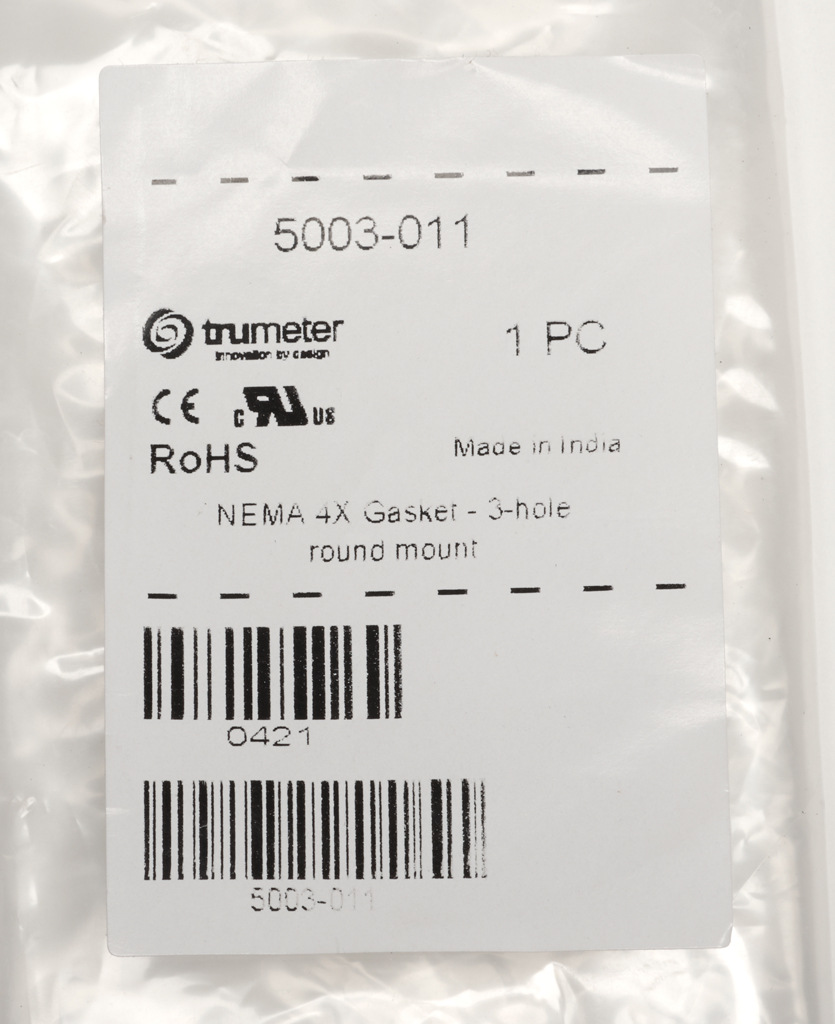 5003-011
trumeter
innovation by design
1 PC
CE
C RU US
RoHS
Made in India
NEMA 4X Gasket - 3-hole
round mount
0421
5003-011